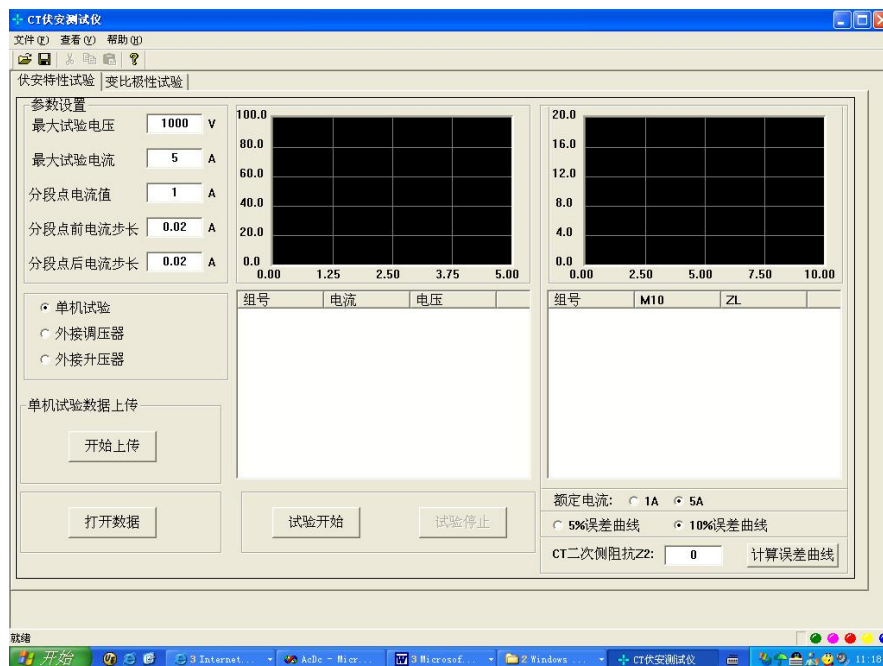 CT伏安测试仪
文件(F) 查看(V) 帮助(H)
伏安特性试验 变比极性试验
参数设置
最大试验电压 1000 V
最大试验电流 5 A
分段点电流值 1 A
分段点前电流步长 0.02 A
分段点后电流步长 0.02 A
单机试验
外接调压器
外接升压器
单机试验数据上传
开始上传
打开数据
100.0
80.0
60.0
40.0
20.0
0.0
0.00 1.25 2.50 3.75 5.00
组号 电流 电压
试验开始 试验停止
20.0
16.0
12.0
8.0
4.0
0.0
0.00 2.50 5.00 7.50 10.00
组号 M10 ZL
额定电流: 1A 5A
5%误差曲线 10%误差曲线
CT二次侧阻抗Z2: 0 计算误差曲线
就绪
开始 3 Internet... AcDc - Micr... 3 Microsof... 2 Windows ... CT伏安测试仪 11:18